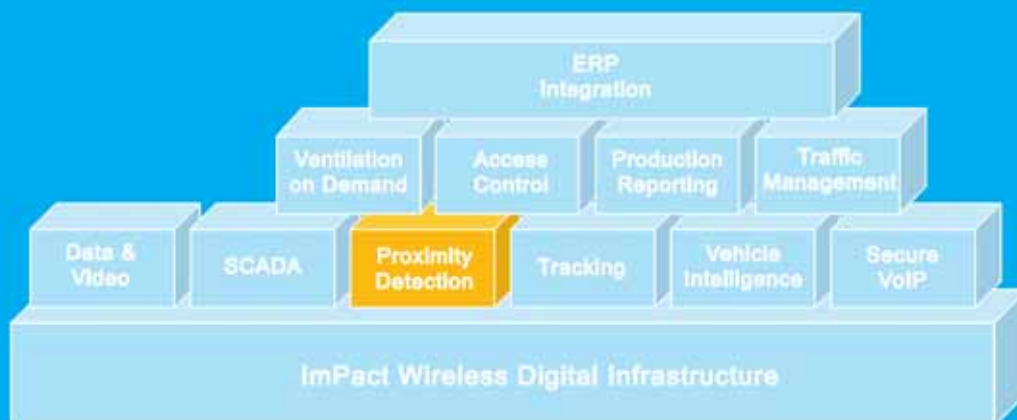 ERP
Integration
Ventilation
on Demand
Access
Control
Production
Reporting
Traffic
Management
Data &
Video
SCADA
Proximity
Detection
Tracking
Vehicle
Intelligence
Secure
VoIP
ImPact Wireless Digital Infrastructure